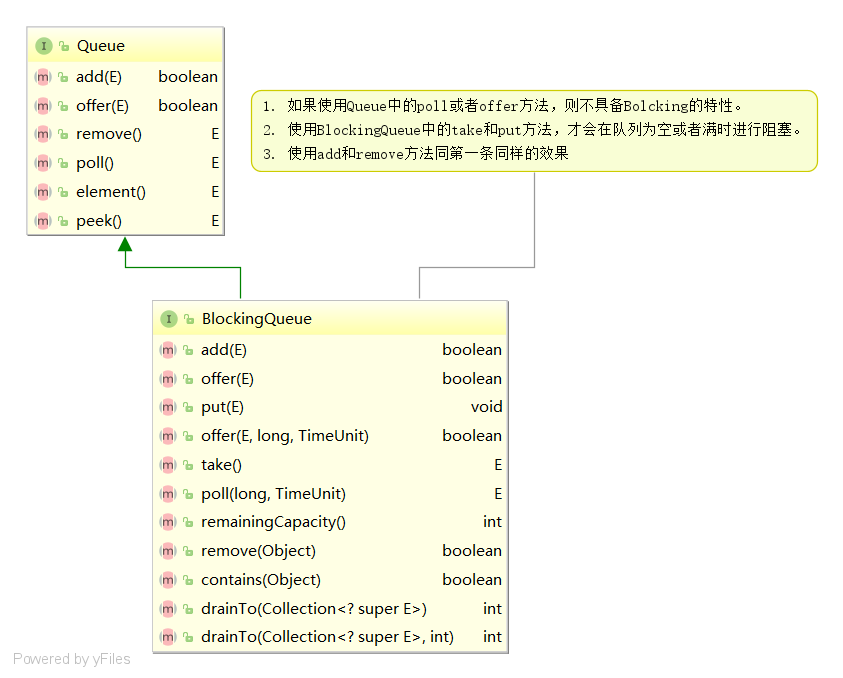 Queue
add(E) boolean
offer(E) boolean
remove() E
poll() E
element() E
peek() E
1. 如果使用Queue中的poll或者offer方法，则不具备Bolcking的特性。
2. 使用BlockingQueue中的take和put方法，才会在队列为空或者满时进行阻塞。
3. 使用add和remove方法同第一条同样的效果
BlockingQueue
add(E) boolean
offer(E) boolean
put(E) void
offer(E, long, TimeUnit) boolean
take() E
poll(long, TimeUnit) E
remainingCapacity() int
remove(Object) boolean
contains(Object) boolean
drainTo(Collection<? super E>) int
drainTo(Collection<? super E>, int) int
Powered by yFiles